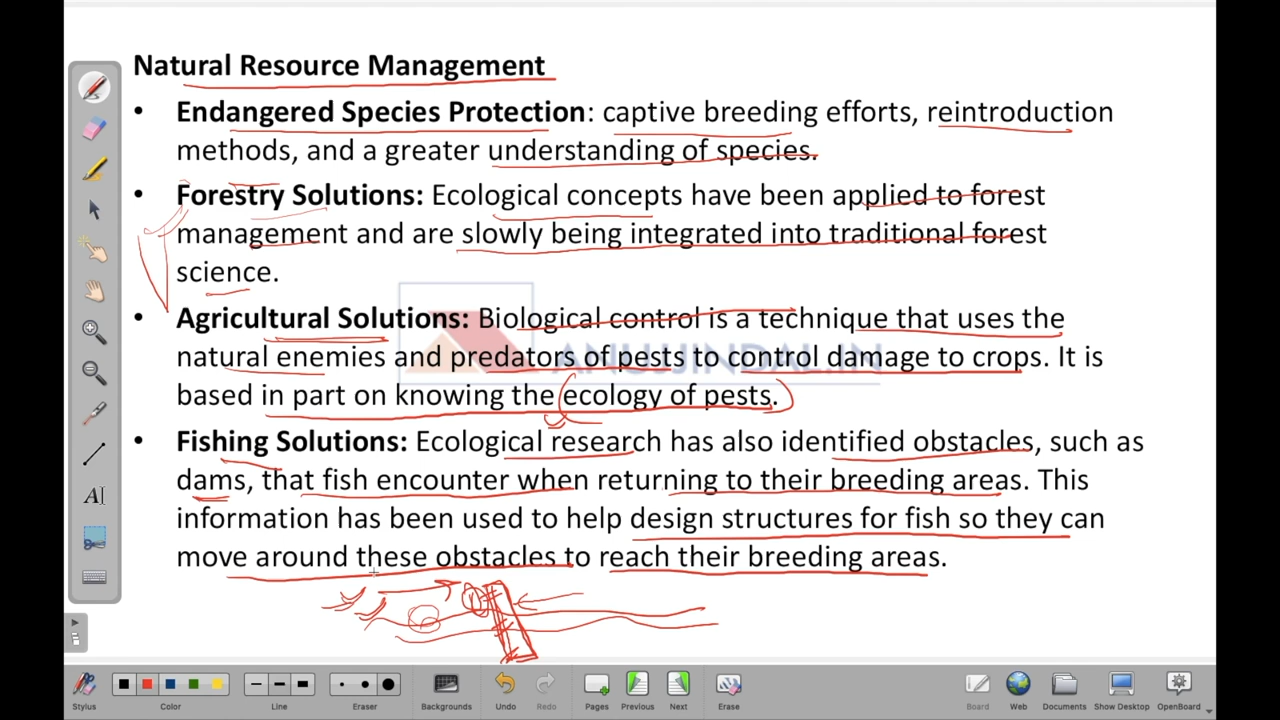 Natural Resource Management
• Endangered Species Protection: captive breeding efforts, reintroduction
methods, and a greater understanding of species.
• Forestry Solutions: Ecological concepts have been applied to forest
management and are slowly being integrated into traditional forest
science.
• Agricultural Solutions: Biological control is a technique that uses the
natural enemies and predators of pests to control damage to crops. It is
based in part on knowing the ecology of pests.
• Fishing Solutions: Ecological research has also identified obstacles, such as
dams, that fish encounter when returning to their breeding areas. This
information has been used to help design structures for fish so they can
move around these obstacles to reach their breeding areas.
ANUJJINDAL.IN
Stylus Color Line Eraser Backgrounds Undo Redo Pages Previous Next Erase Board Web Documents Show Desktop OpenBoard